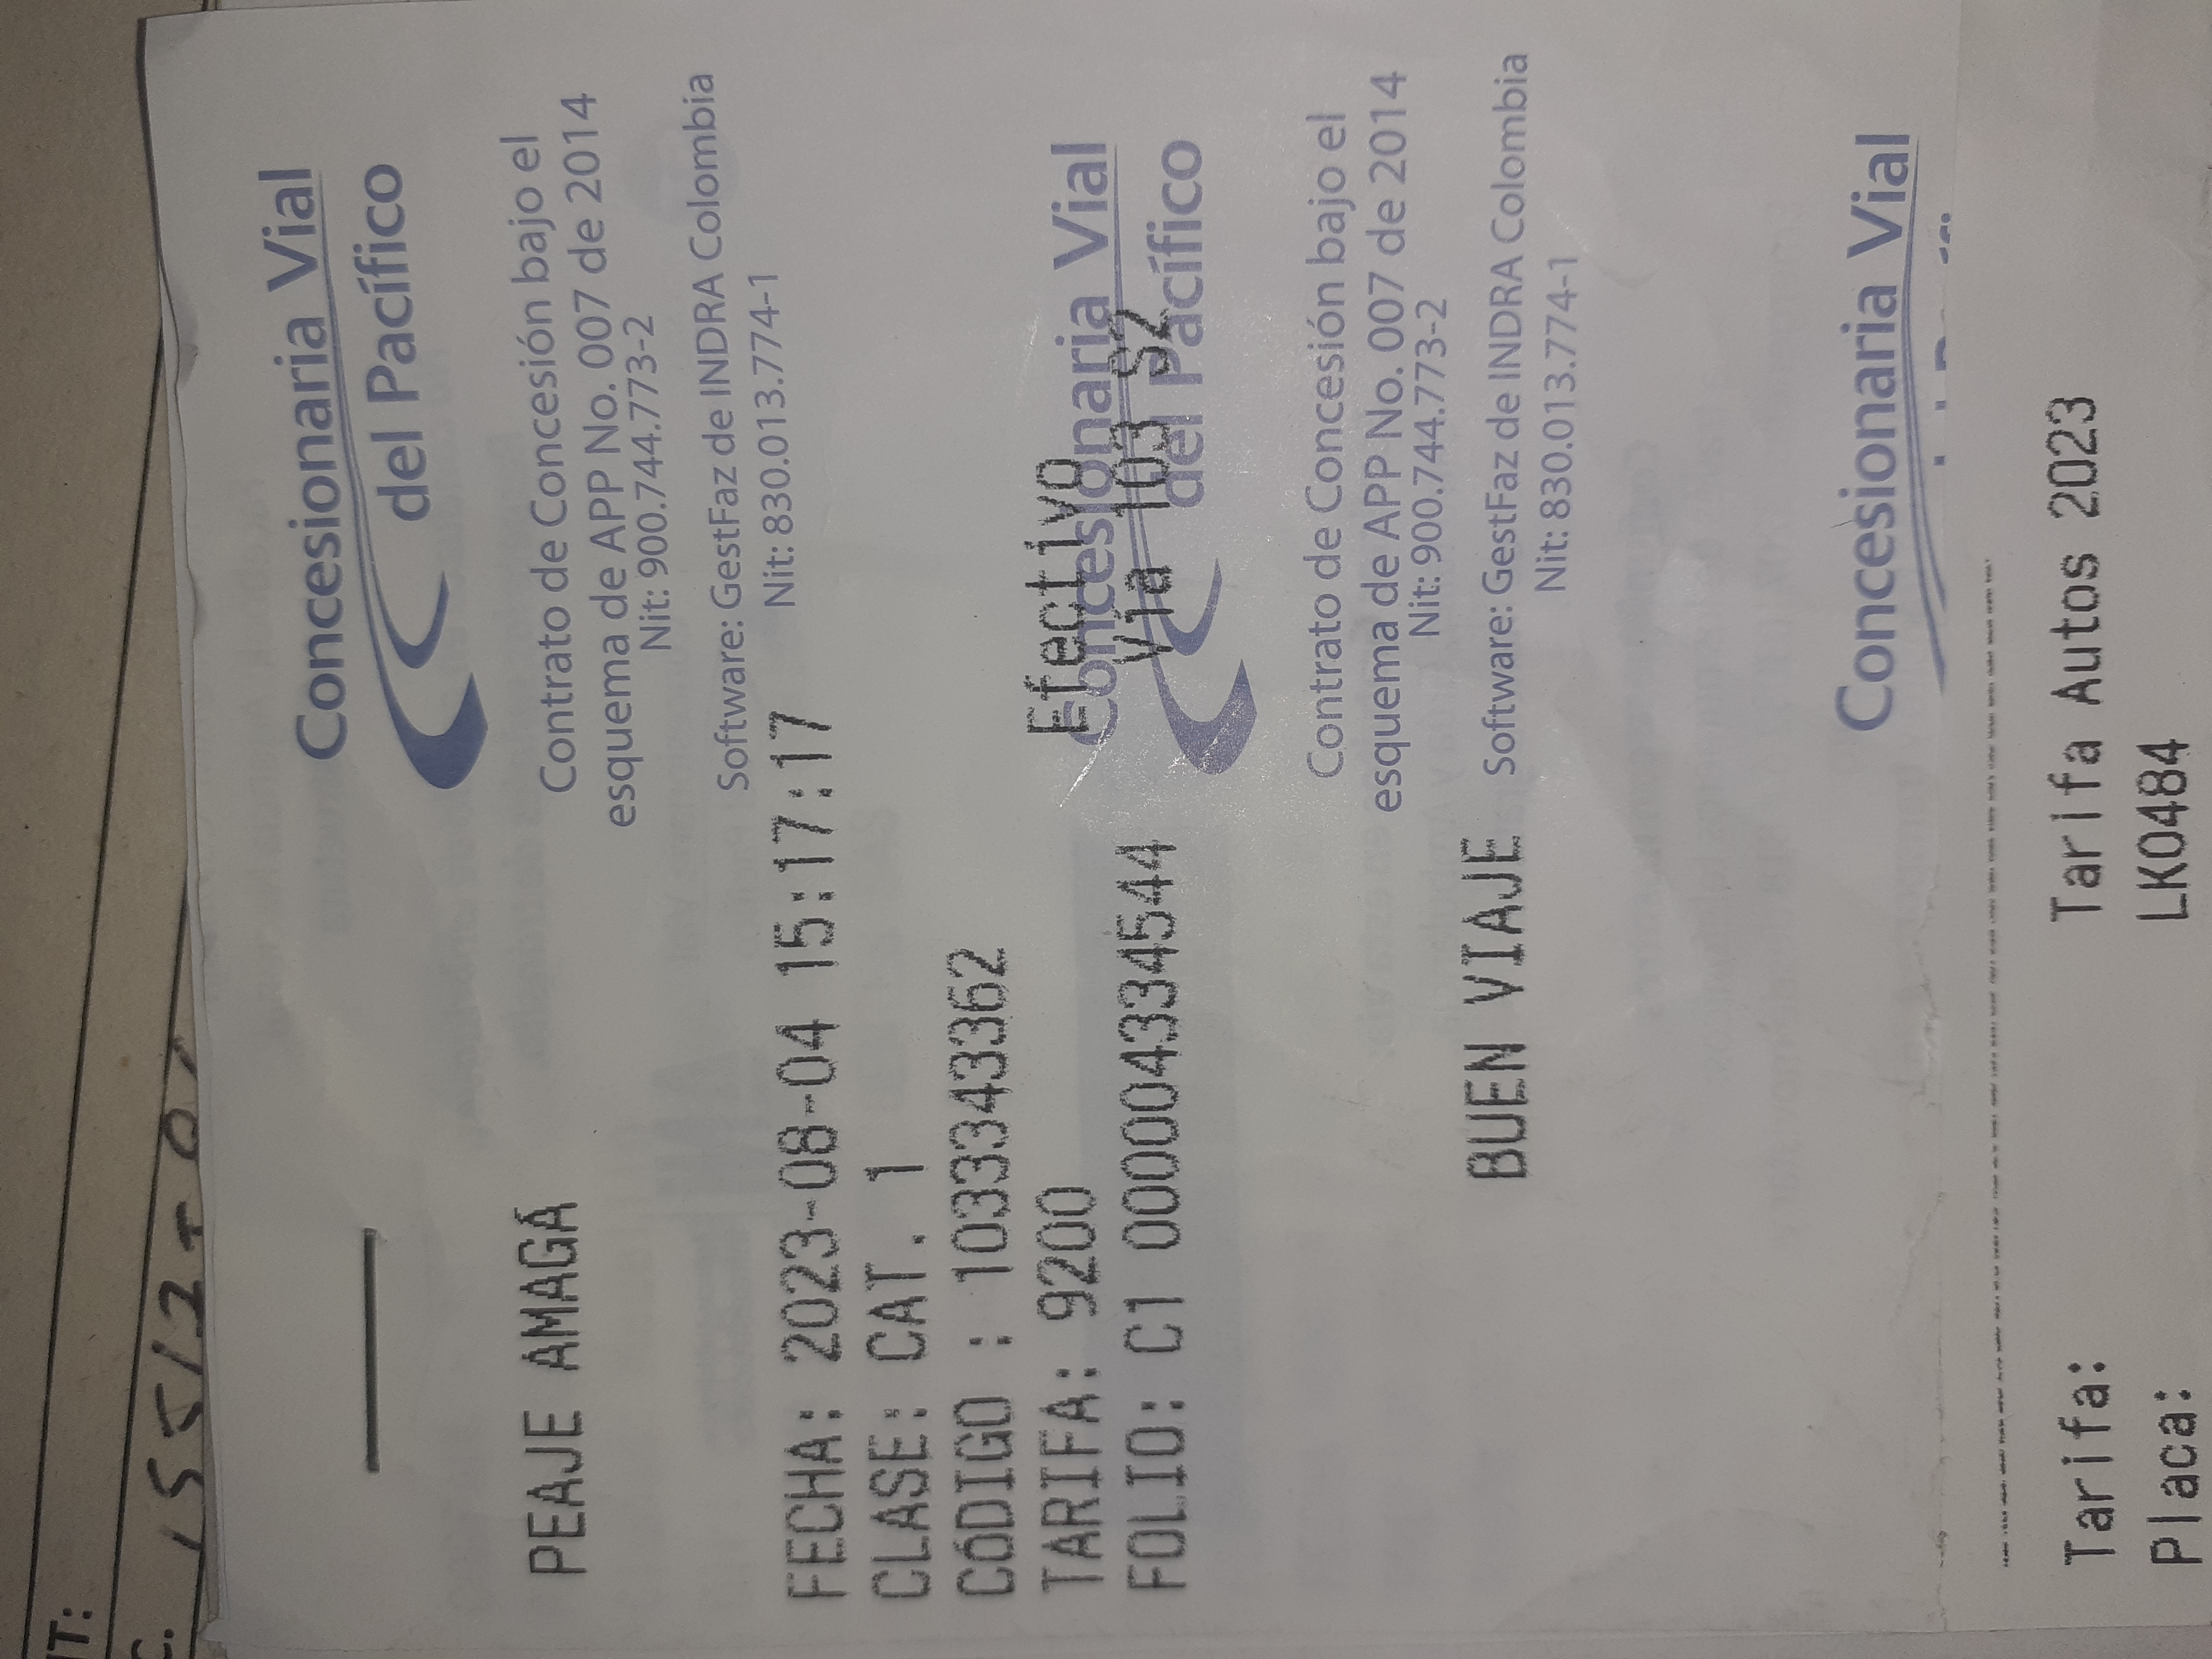 Concesionaria Vial
del Pacífico
PEAJE AMAGÁ
Contrato de Concesión bajo el
esquema de APP No. 007 de 2014
Nit: 900.744.773-2
Software: GestFaz de INDRA Colombia
Nit: 830.013.774-1
FECHA: 2023-08-04 15:17:17
CLASE: CAT. 1
CÓDIGO : 1033343362
TARIFA: 9200 Efectivo
FOLIO: C1 000004334544 Vía 103 S2
Concesionaria Vial
del Pacífico
Contrato de Concesión bajo el
esquema de APP No. 007 de 2014
Nit: 900.744.773-2
BUEN VIAJE
Software: GestFaz de INDRA Colombia
Nit: 830.013.774-1
Concesionaria Vial
Tarifa: Tarifa Autos 2023
Placa: LKO484